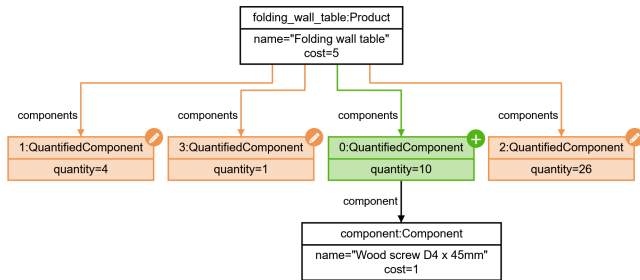 folding_wall_table:Product
name="Folding wall table"
cost=5
components
components
components
components
1:QuantifiedComponent
quantity=4
3:QuantifiedComponent
quantity=1
0:QuantifiedComponent
quantity=10
2:QuantifiedComponent
quantity=26
component
component:Component
name="Wood screw D4 x 45mm"
cost=1